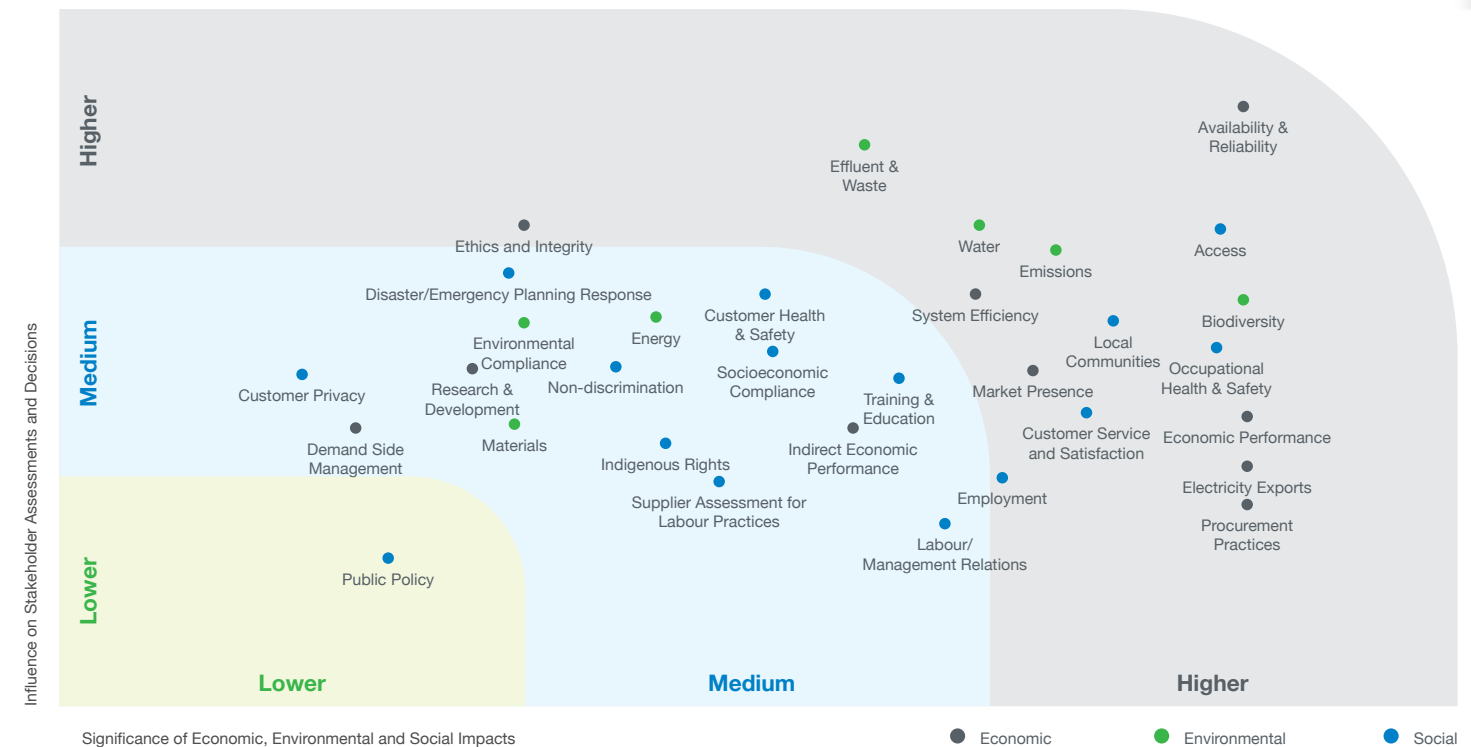 Higher
Availability &
Reliability
Effluent &
Waste
Ethics and Integrity
Water
Access
Emissions
Disaster/Emergency Planning Response
Customer Health
& Safety
System Efficiency
Biodiversity
Environmental
Compliance
Energy
Local
Communities
Influence on Stakeholder Assessments and Decisions
Medium
Customer Privacy
Research &
Development
Non-discrimination
Socioeconomic
Compliance
Training &
Education
Market Presence
Occupational
Health & Safety
Demand Side
Management
Materials
Indigenous Rights
Indirect Economic
Performance
Customer Service
and Satisfaction
Economic Performance
Supplier Assessment for
Labour Practices
Employment
Electricity Exports
Labour/
Management Relations
Procurement
Practices
Lower
Public Policy
Lower
Medium
Higher
Significance of Economic, Environmental and Social Impacts
Economic
Environmental
Social